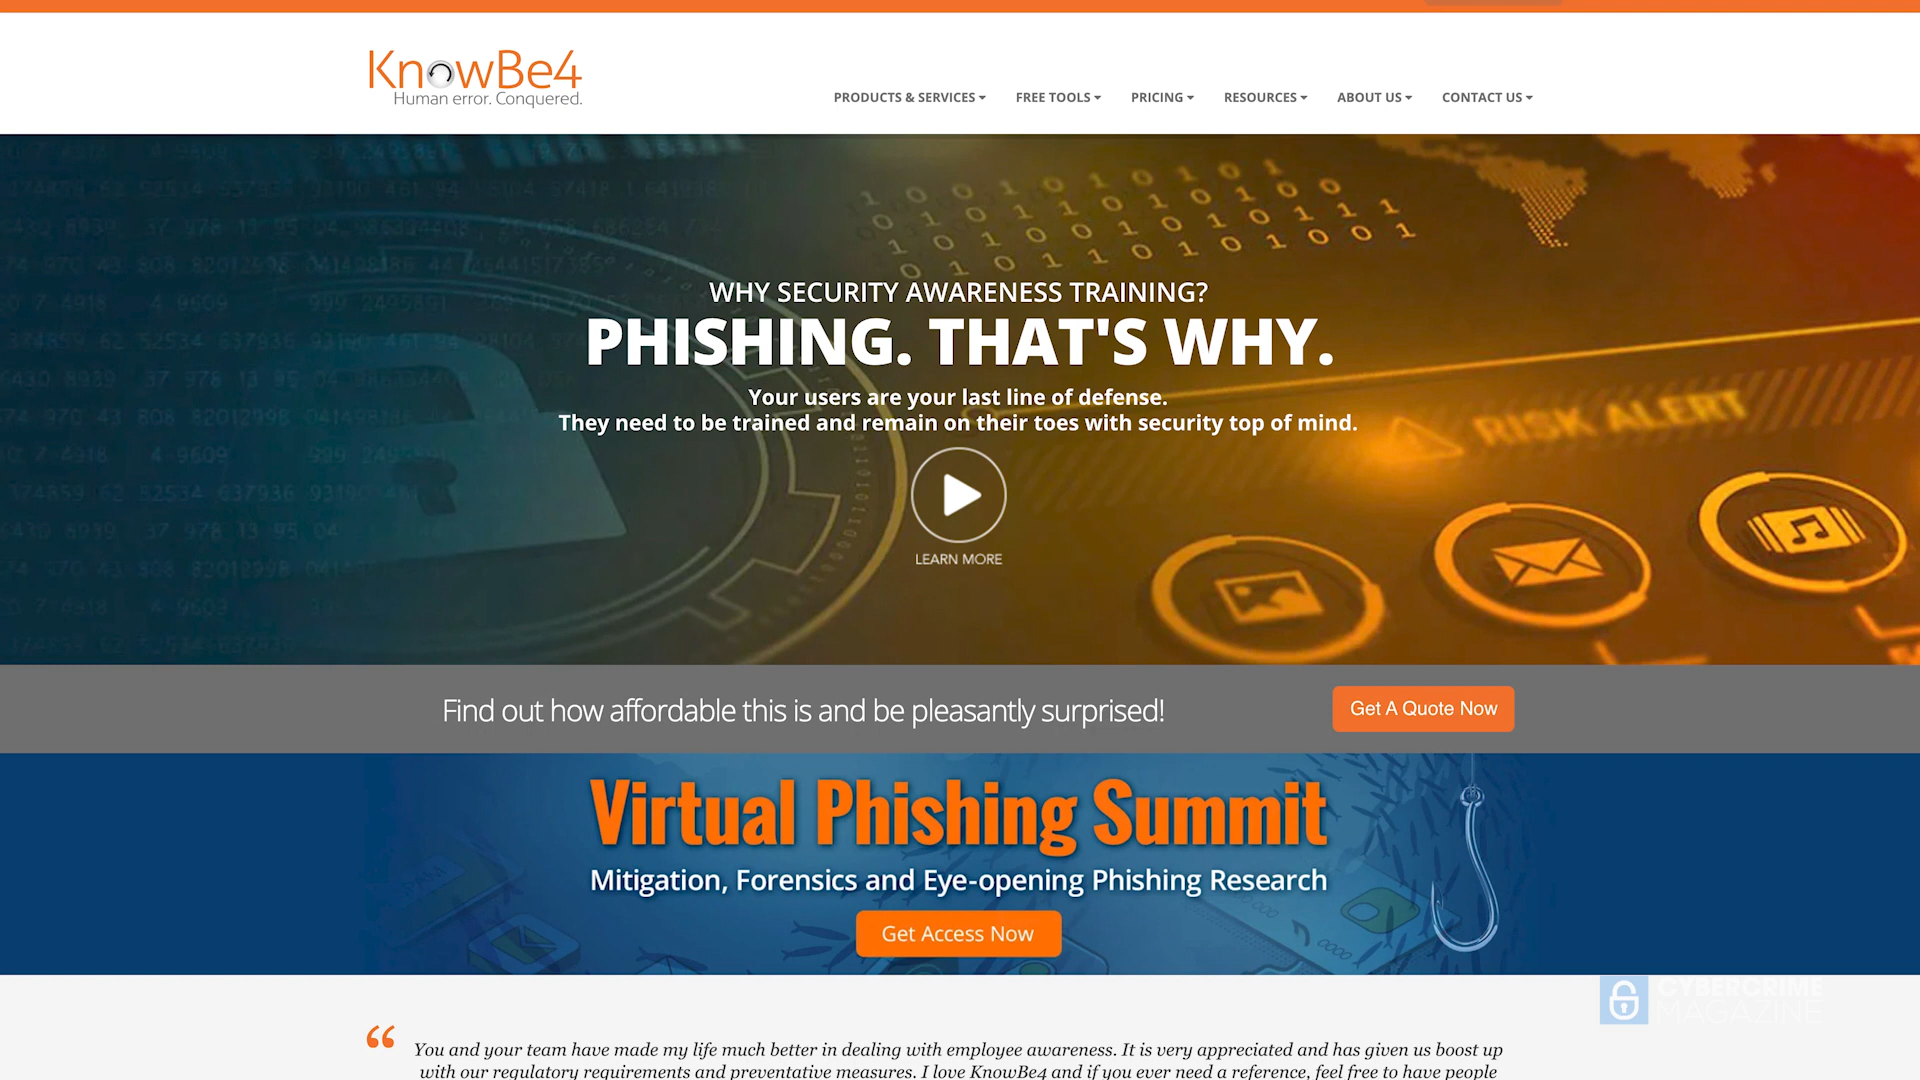 KnowBe4
Human error. Conquered.
PRODUCTS & SERVICES FREE TOOLS PRICING RESOURCES ABOUT US CONTACT US
WHY SECURITY AWARENESS TRAINING?
PHISHING. THAT'S WHY.
Your users are your last line of defense.
They need to be trained and remain on their toes with security top of mind.
RISK ALERT
LEARN MORE
Find out how affordable this is and be pleasantly surprised!
Get A Quote Now
Virtual Phishing Summit
Mitigation, Forensics and Eye-opening Phishing Research
Get Access Now
CYBERCRIME
MAGAZINE
“ You and your team have made my life much better in dealing with employee awareness. It is very appreciated and has given us boost up
with our regulatory requirements and preventative measures. I love KnowBe4 and if you ever need a reference, feel free to have people